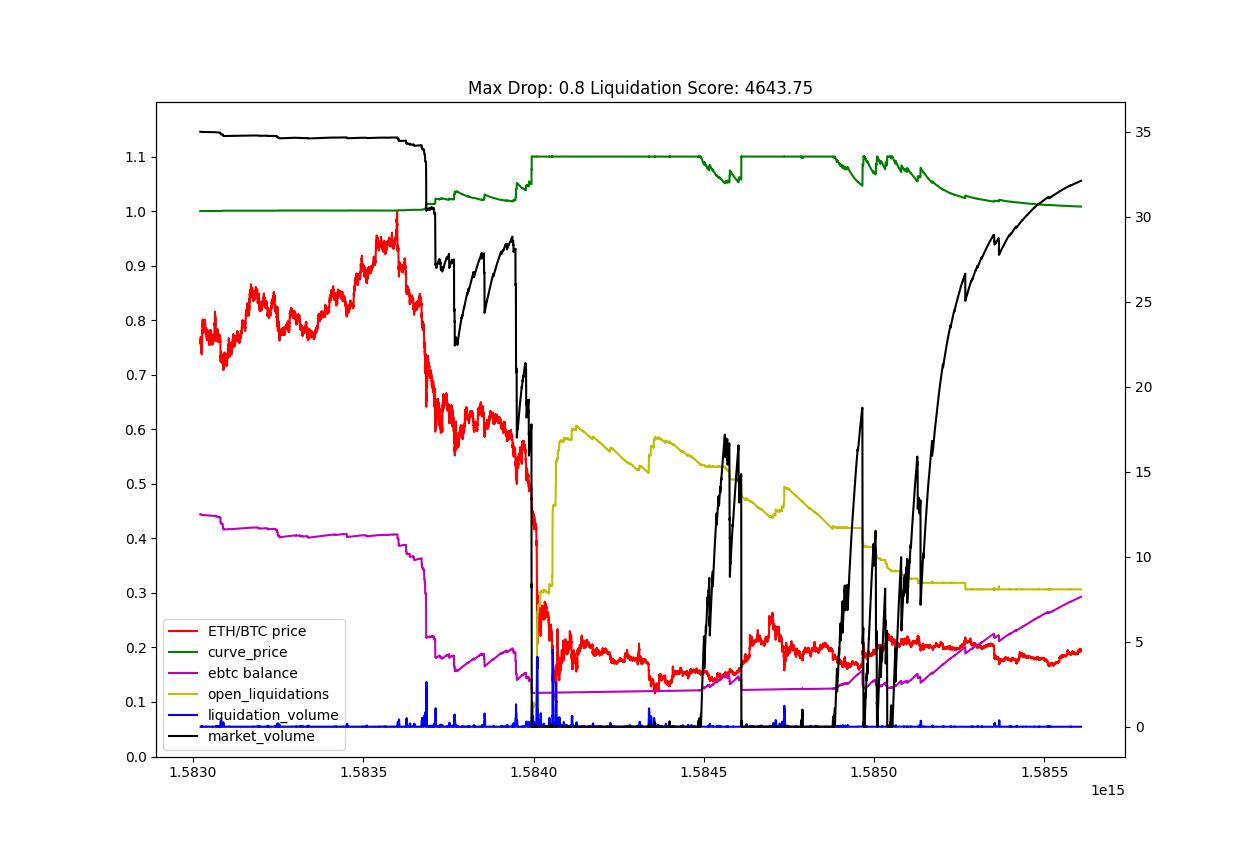 Max Drop: 0.8 Liquidation Score: 4643.75
1.1
1.0
0.9
0.8
0.7
0.6
0.5
0.4
0.3
0.2
0.1
0.0
35
30
25
20
15
10
5
0
ETH/BTC price
curve_price
ebtc balance
open_liquidations
liquidation_volume
market_volume
1.5830 1.5835 1.5840 1.5845 1.5850 1.5855
1e15